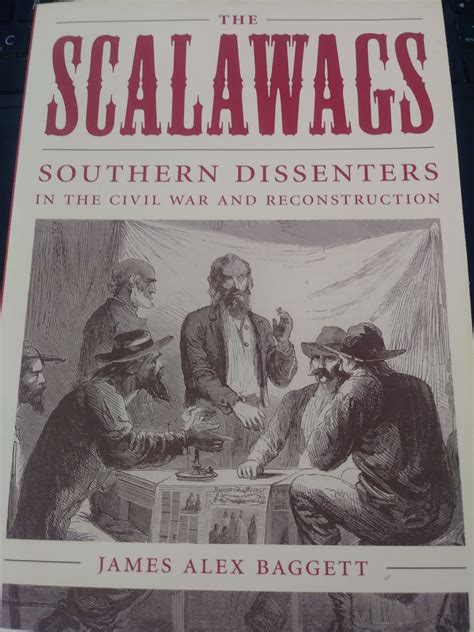 THE
SCALAWAGS
SOUTHERN DISSENTERS
IN THE CIVIL WAR AND RECONSTRUCTION
JAMES ALEX BAGGETT